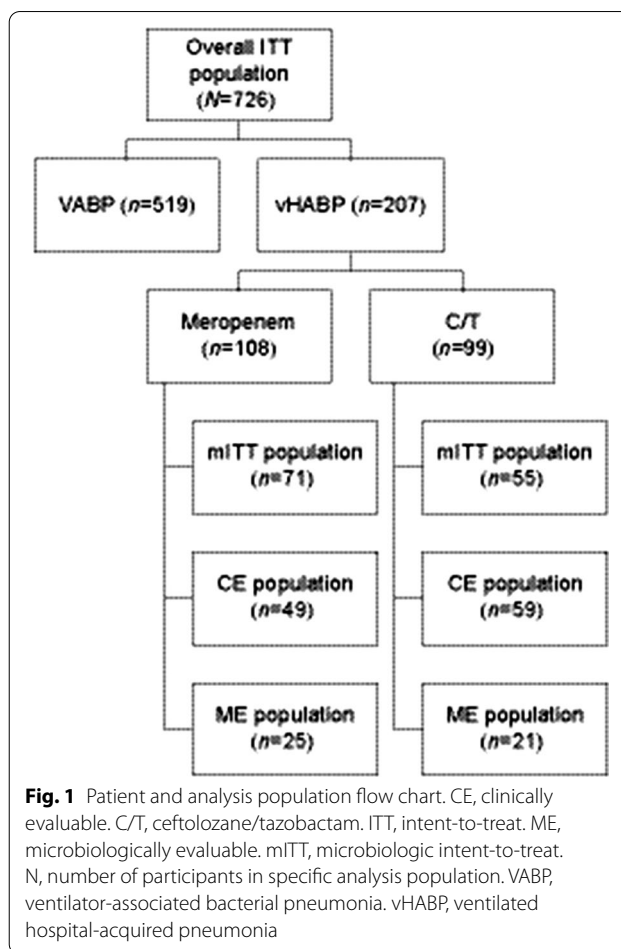 Overall ITT
population
(N=726)
VABP (n=519)
vHABP (n=207)
Meropenem
(n=108)
C/T
(n=99)
mITT population
(n=71)
mITT population
(n=55)
CE population
(n=49)
CE population
(n=59)
ME population
(n=25)
ME population
(n=21)
Fig. 1 Patient and analysis population flow chart. CE, clinically
evaluable. C/T, ceftolozane/tazobactam. ITT, intent-to-treat. ME,
microbiologically evaluable. mITT, microbiologic intent-to-treat.
N, number of participants in specific analysis population. VABP,
ventilator-associated bacterial pneumonia. vHABP, ventilated
hospital-acquired pneumonia